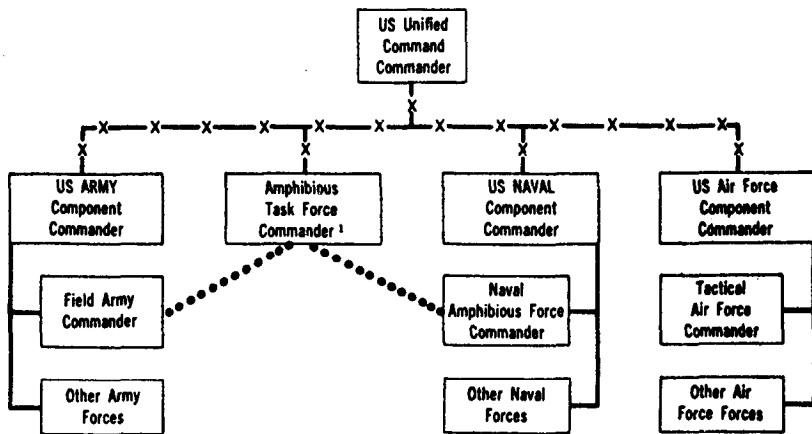 US Unified
Command
Commander
US ARMY
Component
Commander
Amphibious
Task Force
Commander ¹
US NAVAL
Component
Commander
US Air Force
Component
Commander
Field Army
Commander
Naval
Amphibious Force
Commander
Tactical
Air Force
Commander
Other Army
Forces
Other Naval
Forces
Other Air
Force Forces